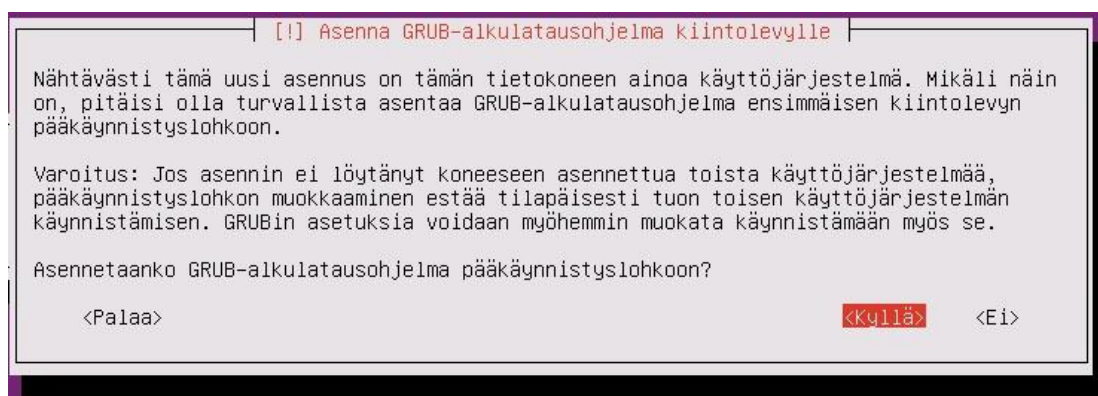 [!] Asenna GRUB-alkulatausohjelma kiintolevylle
Nähtävästi tämä uusi asennus on tämän tietokoneen ainoa käyttöjärjestelmä. Mikäli näin
on, pitäisi olla turvallista asentaa GRUB-alkulatausohjelma ensimmäisen kiintolevyn
pääkäynnistyslohkoon.
Varoitus: Jos asennin ei löytänyt koneeseen asennettua toista käyttöjärjestelmää,
pääkäynnistyslohkon muokkaaminen estää tilapäisesti tuon toisen käyttöjärjestelmän
käynnistämisen. GRUBin asetuksia voidaan myöhemmin muokata käynnistämään myös se.
Asennetaanko GRUB-alkulatausohjelma pääkäynnistyslohkoon?
<Palaa> <Kyllä> <Ei>